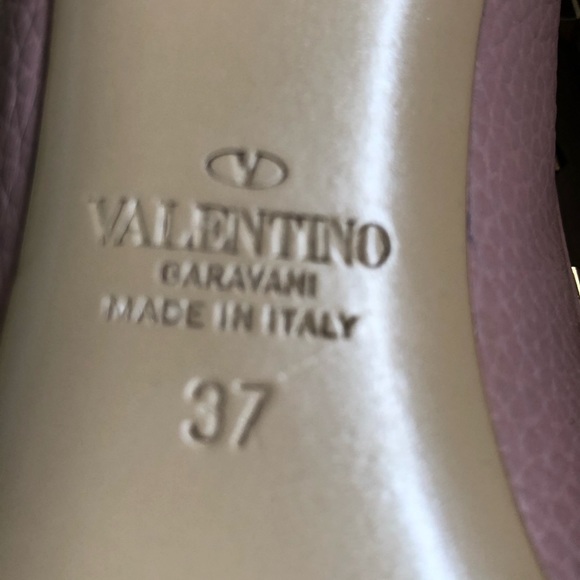 V
VALENTINO
GARAVANI
MADE IN ITALY
37